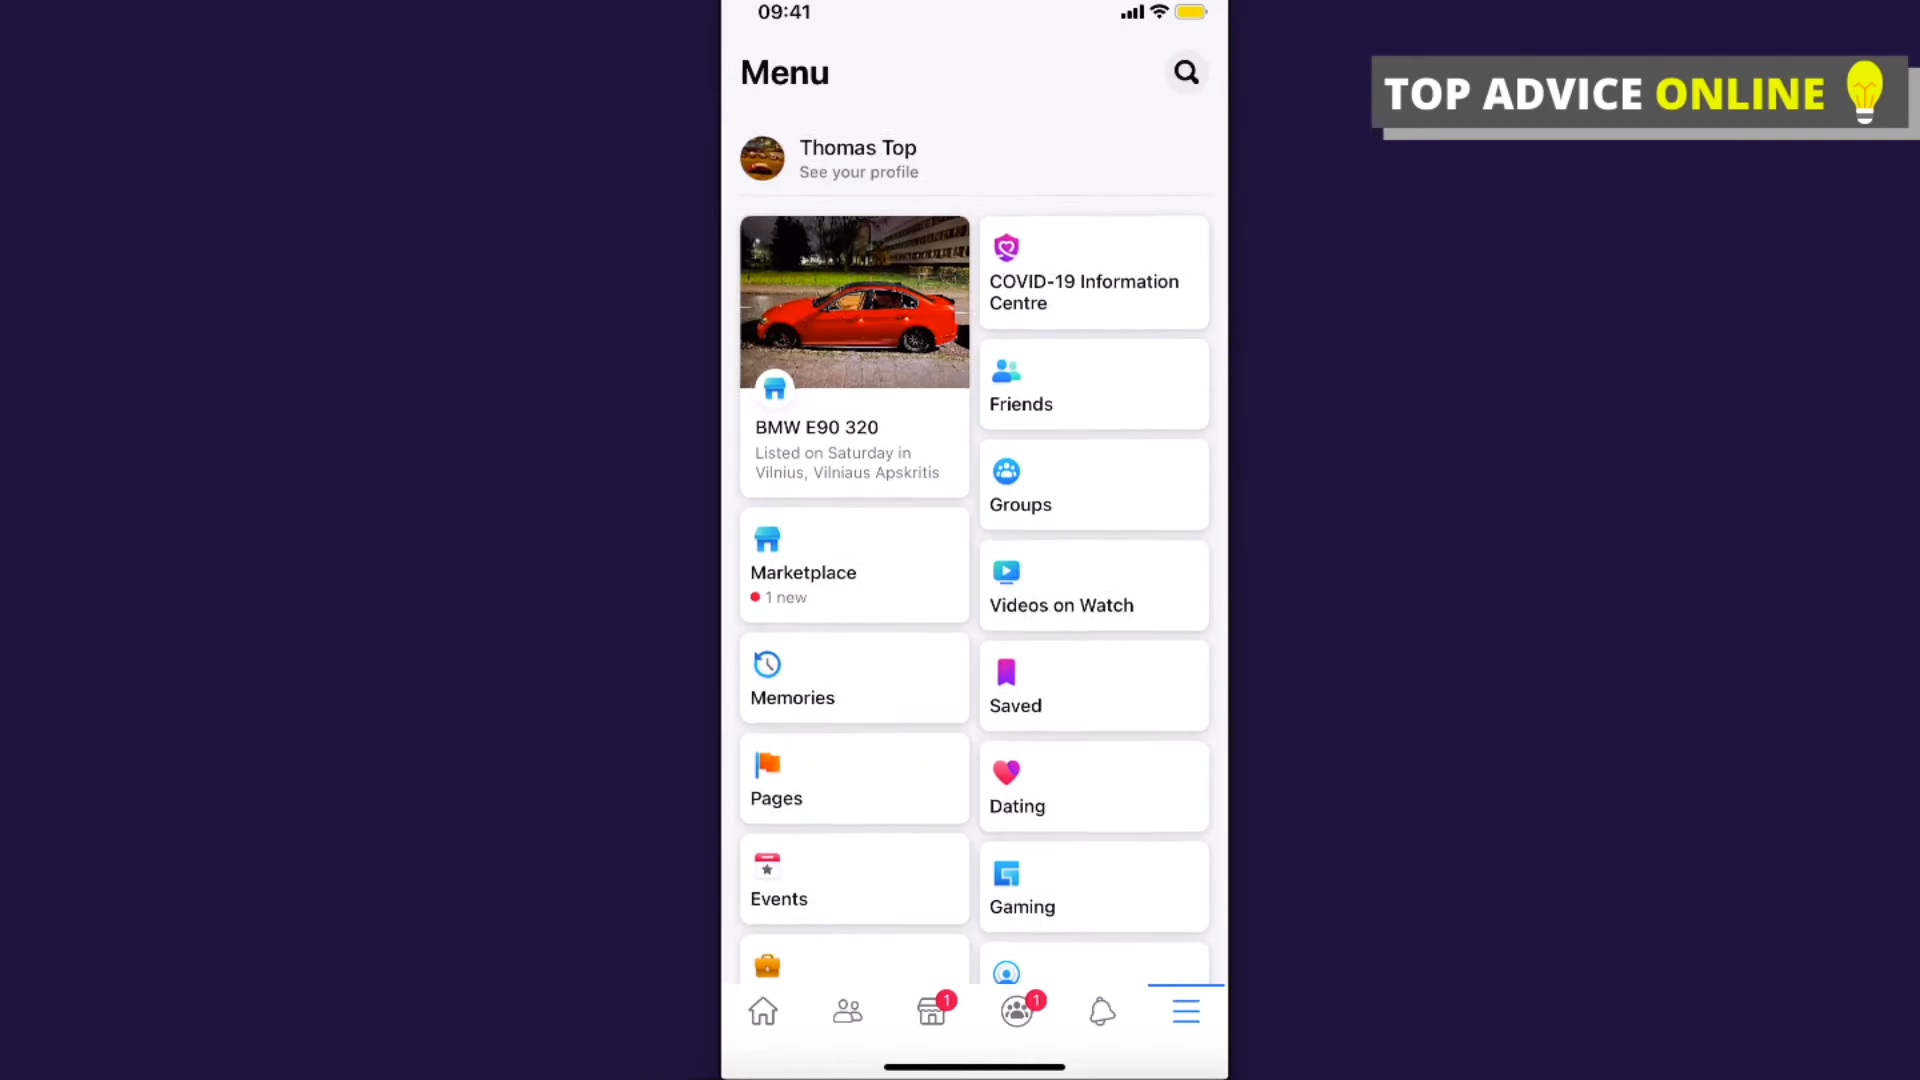 09:41
TOP ADVICE ONLINE
Menu
Thomas Top
See your profile
BMW E90 320
Listed on Saturday in
Vilnius, Vilniaus Apskritis
Marketplace
1 new
Memories
Pages
Events
COVID-19 Information
Centre
Friends
Groups
Videos on Watch
Saved
Dating
Gaming
1
1